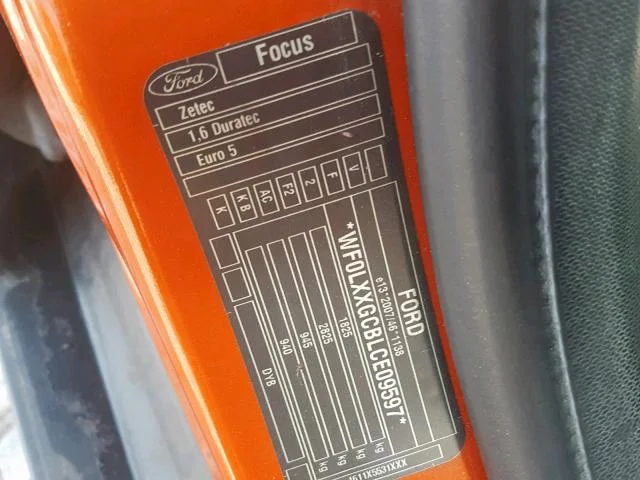 Ford
Focus
Zetec
1,6 Duratec
Euro 5
K
KB
AC
F2
2
F
V
FORD
e13*2007/46*1138
*WF0LXXGCBLCE09597*
1825 kg
2825 kg
945 kg
940 kg
DYB